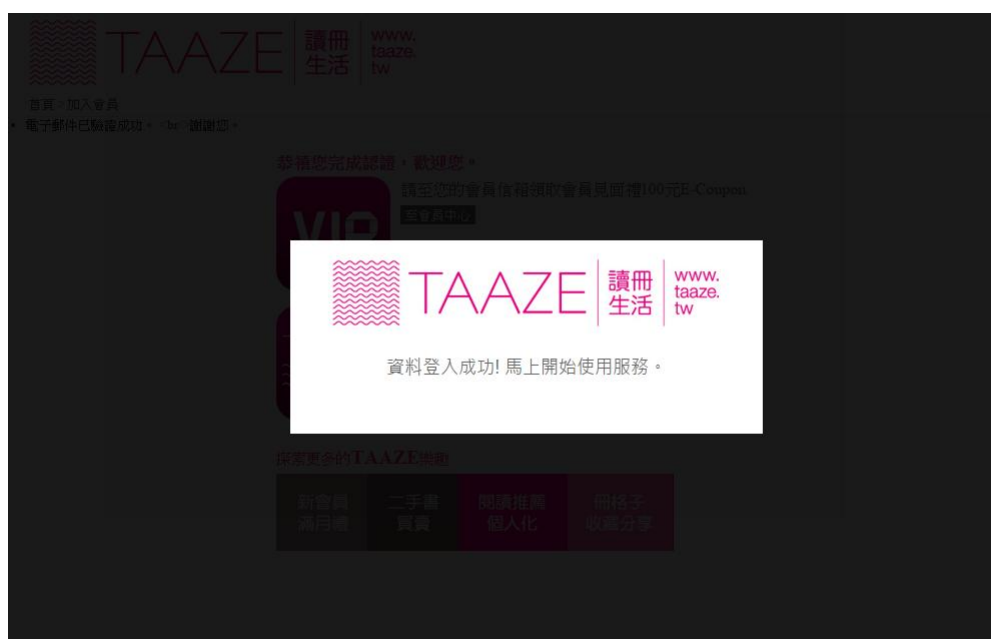 TAAZE 讀冊生活 www.taaze.tw
首頁>加入會員
電子郵件已驗證成功。<br>謝謝您。
恭禧您完成認證，歡迎您。
請至您的會員信箱領取會員見面禮100元E-Coupon
至會員中心
VIP
TAAZE 讀冊生活 www.taaze.tw
資料登入成功! 馬上開始使用服務。
探索更多的TAAZE樂趣
新會員
滿月禮
二手書
買賣
閱讀推薦
個人化
冊格子
收藏分享